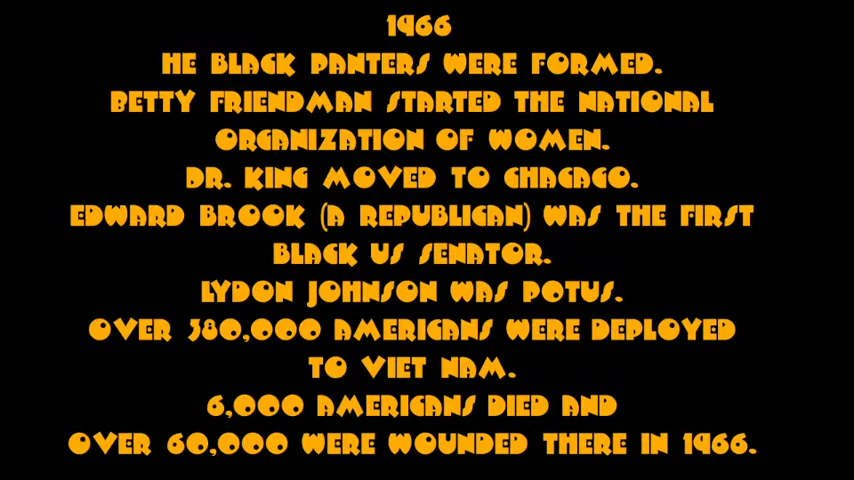 1966
HE BLACK PANTERS WERE FORMED.
BETTY FRIENDMAN STARTED THE NATIONAL
ORGANIZATION OF WOMEN.
DR. KING MOVED TO CHACAGO.
EDWARD BROOK (A REPUBLICAN) WAS THE FIRST
BLACK US SENATOR.
LYDON JOHNSON WAS POTUS.
OVER 380,000 AMERICANS WERE DEPLOYED
TO VIET NAM.
6,000 AMERICANS DIED AND
OVER 60,000 WERE WOUNDED THERE IN 1966.